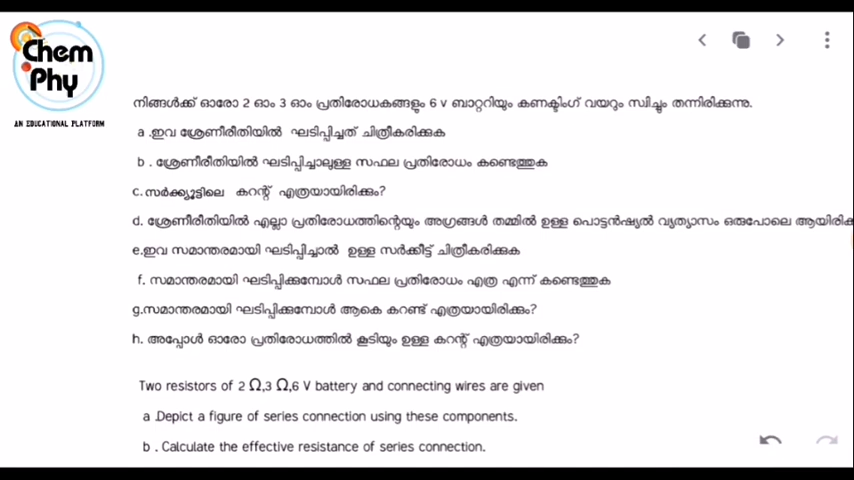 Chem
Phy
AN EDUCATIONAL PLATFORM
നിങ്ങൾക്ക് ഓരോ 2 ഓം 3 ഓം പ്രതിരോധകങ്ങളും 6 v ബാറ്ററിയും കണക്ടിംഗ് വയറും സ്വിച്ചും തന്നിരിക്കുന്നു.
a .ഇവ ശ്രേണീരീതിയിൽ ഘടിപ്പിച്ചത് ചിത്രീകരിക്കുക
b . ശ്രേണീരീതിയിൽ ഘടിപ്പിച്ചാലുള്ള സഫല പ്രതിരോധം കണ്ടെത്തുക
c. സർക്ക്യൂട്ടിലെ കറന്റ് എത്രയായിരിക്കും?
d. ശ്രേണീരീതിയിൽ എല്ലാ പ്രതിരോധത്തിന്റെയും അഗ്രങ്ങൾ തമ്മിൽ ഉള്ള പൊട്ടൻഷ്യൽ വ്യത്യാസം ഒരുപോലെ
e.ഇവ സമാന്തരമായി ഘടിപ്പിച്ചാൽ ഉള്ള സർക്കീട്ട് ചിത്രീകരിക്കുക
f. സമാന്തരമായി ഘടിപ്പിക്കുമ്പോൾ സഫല പ്രതിരോധം എത്ര എന്ന് കണ്ടെത്തുക
g.സമാന്തരമായി ഘടിപ്പിക്കുമ്പോൾ ആകെ കറണ്ട് എത്രയായിരിക്കും?
h. അപ്പോൾ ഓരോ പ്രതിരോധത്തിൽ കൂടിയും ഉള്ള കറന്റ് എത്രയായിരിക്കും?
Two resistors of 2 Ω,3 Ω,6 V battery and connecting wires are given
a .Depict a figure of series connection using these components.
b . Calculate the effective resistance of series connection.